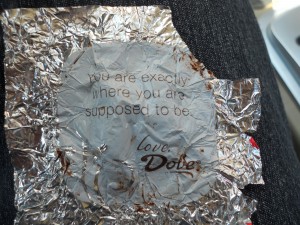 you are exactly
where you are
supposed to be.
love,
Dove